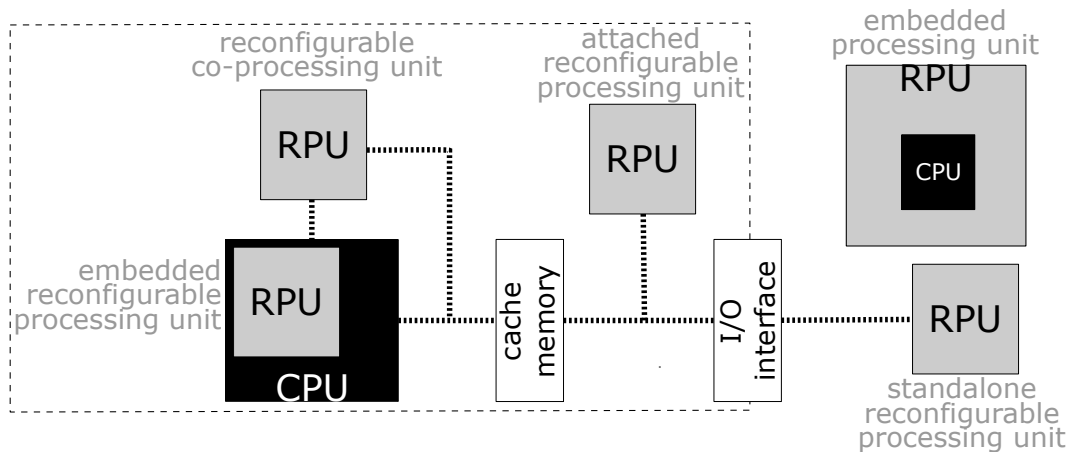 reconfigurable
co-processing unit
RPU
attached
reconfigurable
processing unit
RPU
embedded
processing unit
RPU
CPU
embedded
reconfigurable
processing unit
RPU
CPU
cache
memory
I/O
interface
RPU
standalone
reconfigurable
processing unit